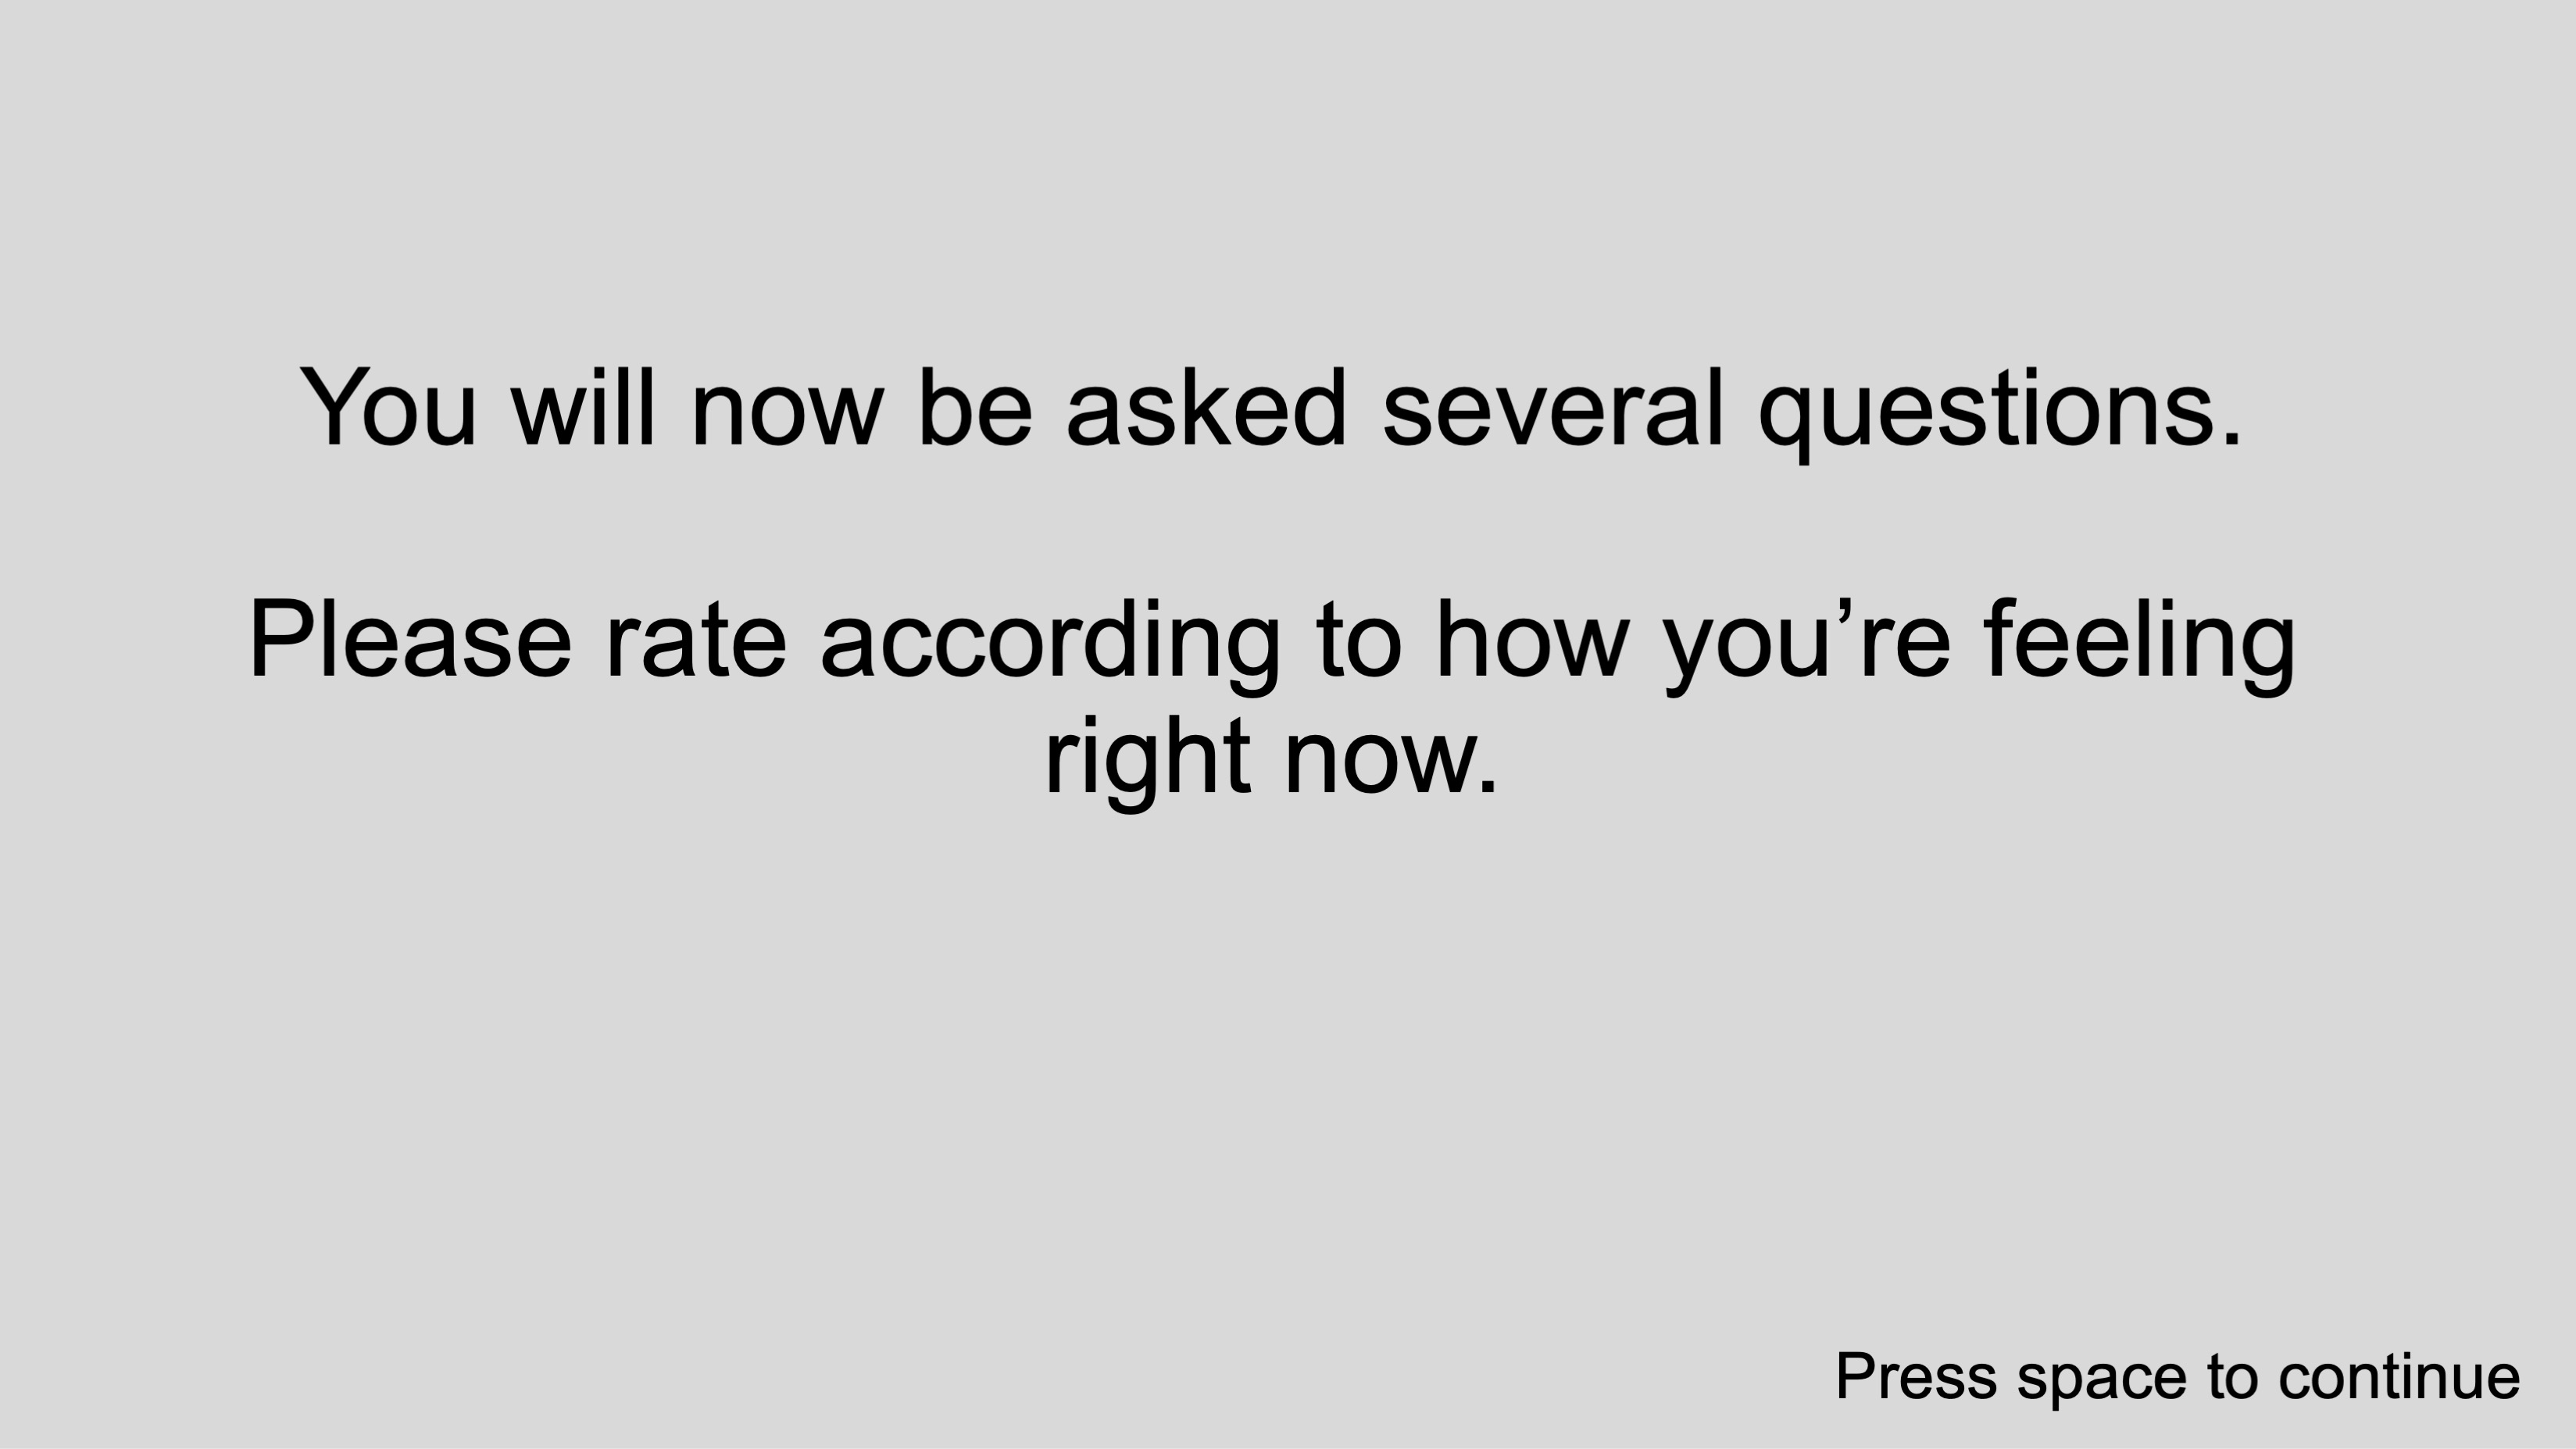 You will now be asked several questions.
Please rate according to how you’re feeling
right now.
Press space to continue